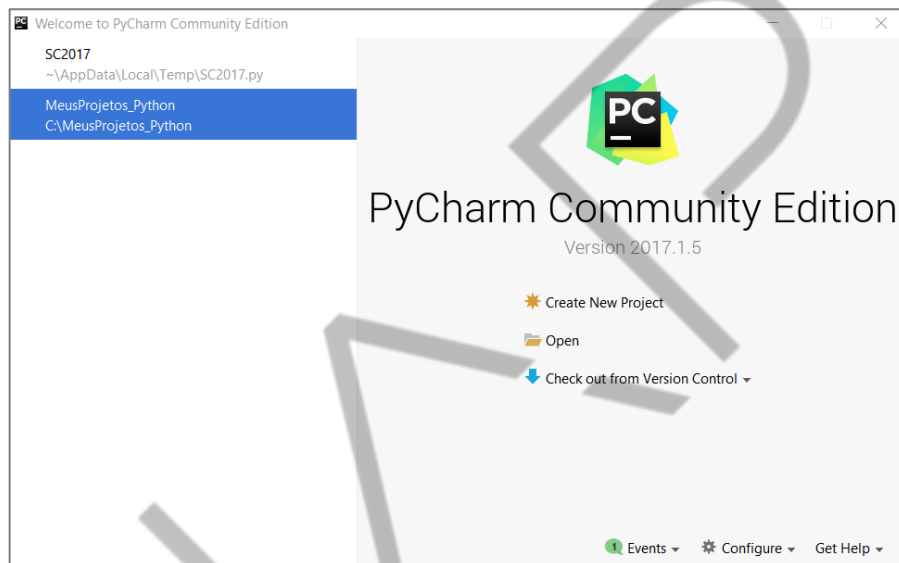 PC Welcome to PyCharm Community Edition
SC2017
~\AppData\Local\Temp\SC2017.py
MeusProjetos_Python
C:\MeusProjetos_Python
PC
PyCharm Community Edition
Version 2017.1.5
Create New Project
Open
Check out from Version Control
1 Events Configure Get Help